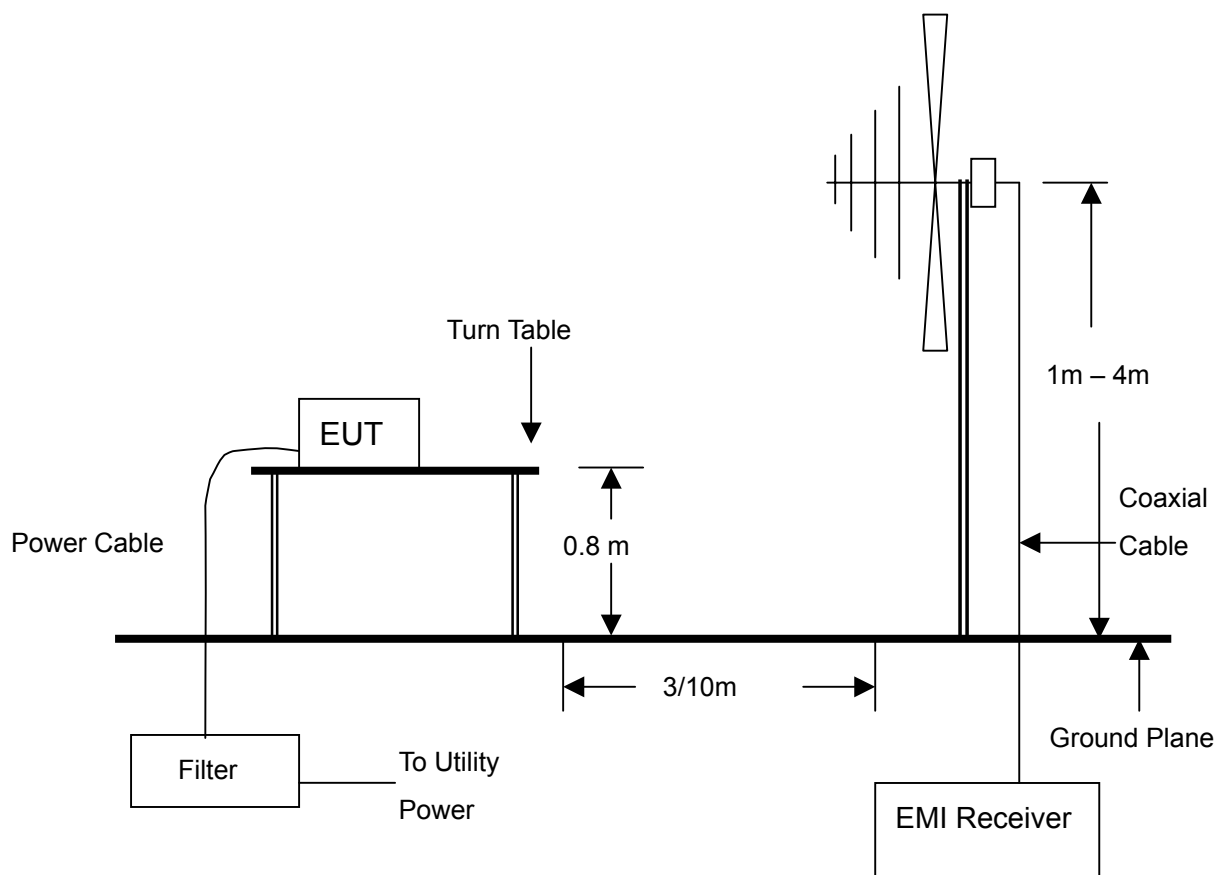 Turn Table
1m – 4m
EUT
Coaxial
Cable
Power Cable
0.8 m
3/10m
Ground Plane
Filter
To Utility
Power
EMI Receiver